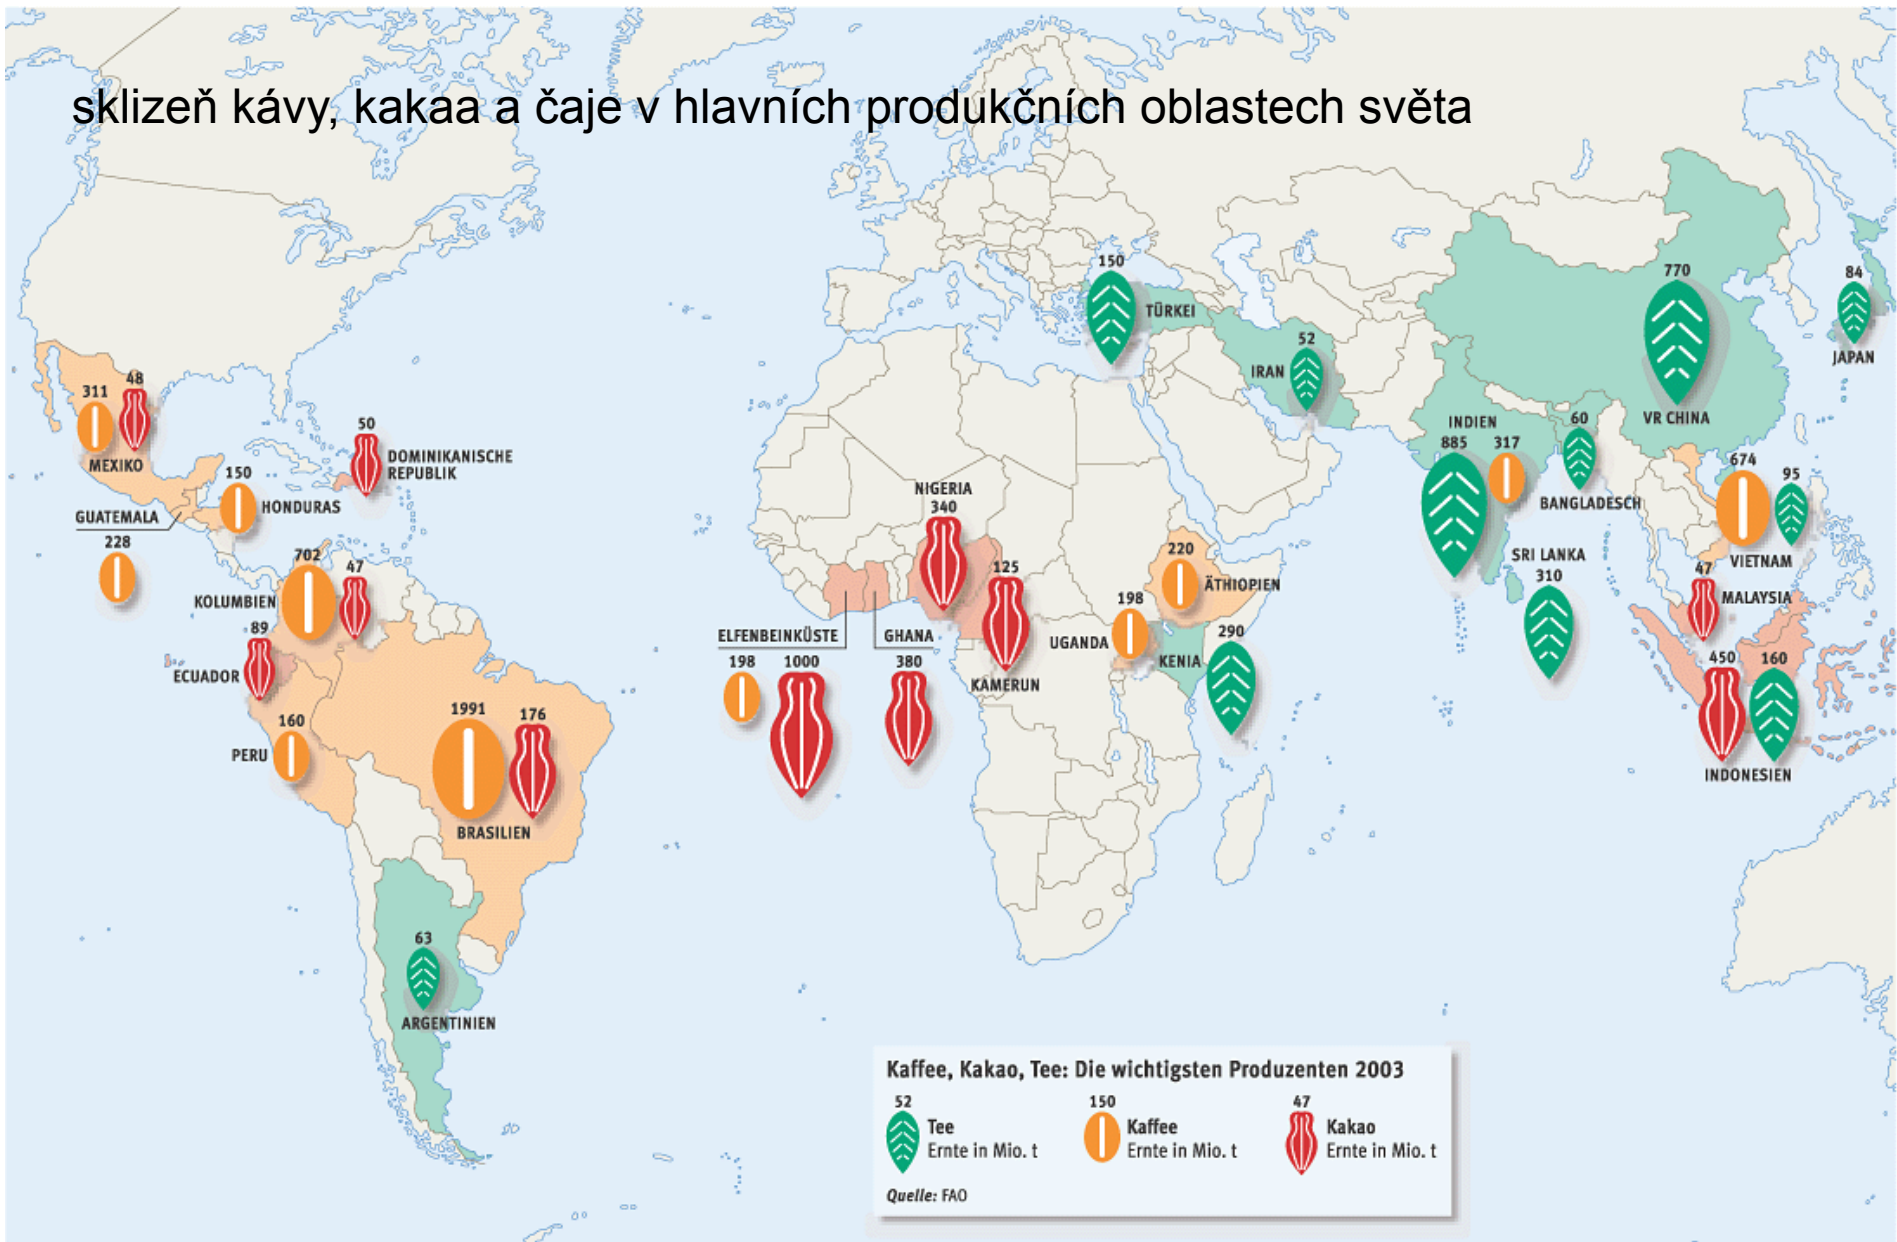 sklizeň kávy, kakaa a čaje v hlavních produkčních oblastech světa
150
TÜRKEI
52
IRAN
770
VR CHINA
84
JAPAN
INDIEN
885
317
60
BANGLADESCH
674
95
VIETNAM
SRI LANKA
310
47
MALAYSIA
450
160
INDONESIEN
311
48
MEXIKO
50
DOMINIKANISCHE
REPUBLIK
150
HONDURAS
GUATEMALA
228
702
47
KOLUMBIEN
89
ECUADOR
160
PERU
1991
176
BRASILIEN
63
ARGENTINIEN
NIGERIA
340
125
KAMERUN
ELFENBEINKÜSTE
198
1000
GHANA
380
220
ÄTHIOPIEN
198
UGANDA
KENIA
290
Kaffee, Kakao, Tee: Die wichtigsten Produzenten 2003
52
Tee
Ernte in Mio. t
150
Kaffee
Ernte in Mio. t
47
Kakao
Ernte in Mio. t
Quelle: FAO